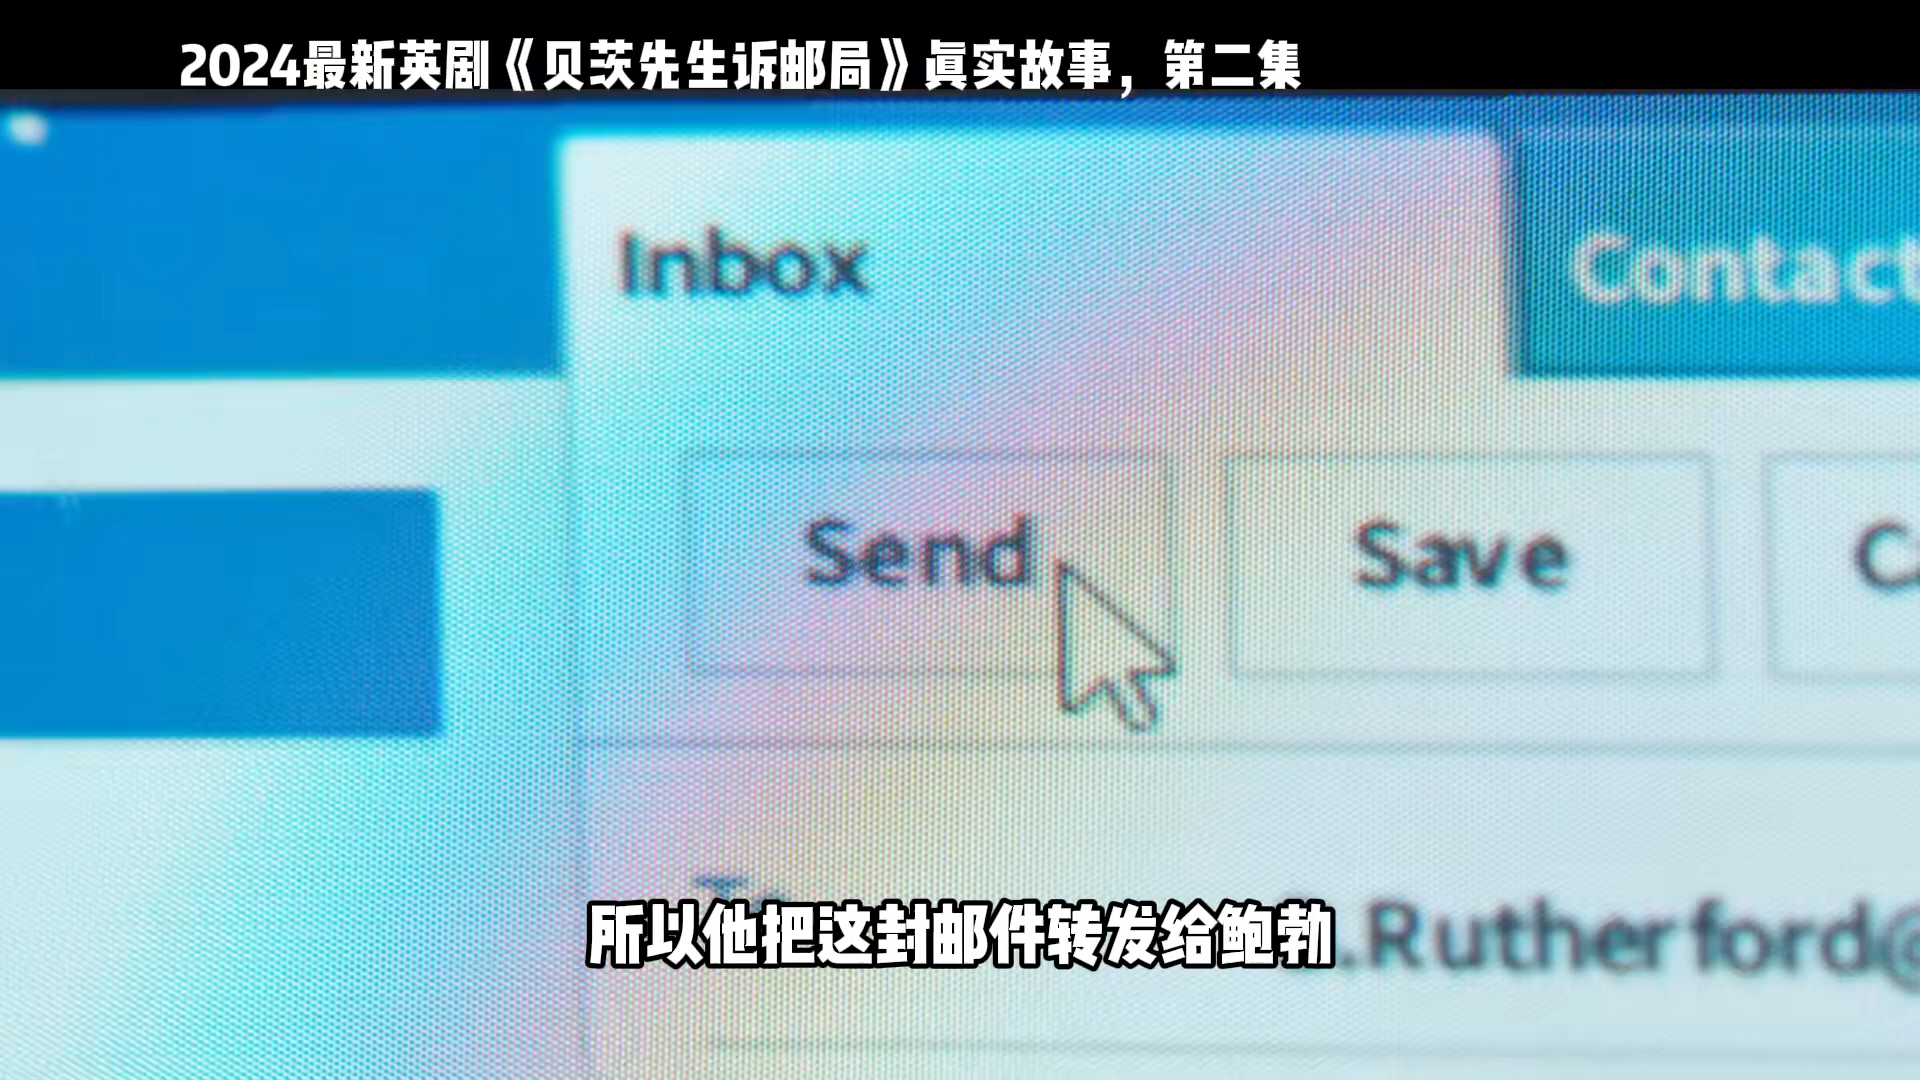 2024最新英剧《贝茨先生诉邮局》真实故事，第二集
Inbox
Contact
Send
Save
To
.Rutherford@
所以他把这封邮件转发给鲍勃